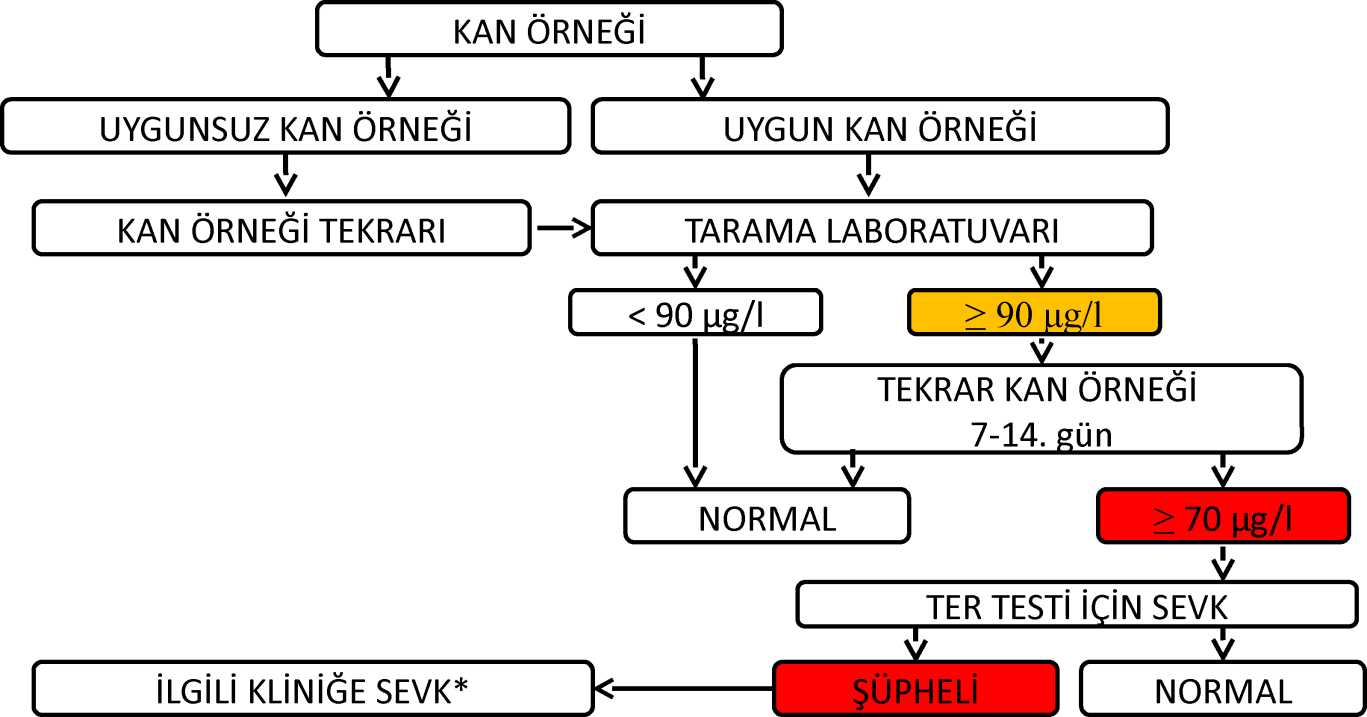 KAN ÖRNEĞİ
UYGUNSUZ KAN ÖRNEĞİ
UYGUN KAN ÖRNEĞİ
KAN ÖRNEĞİ TEKRARI
TARAMA LABORATUVARI
< 90 µg/l
≥ 90 µg/l
TEKRAR KAN ÖRNEĞİ
7-14. gün
NORMAL
≥ 70 µg/l
TER TESTİ İÇİN SEVK
İLGİLİ KLİNİĞE SEVK*
ŞÜPHELİ
NORMAL